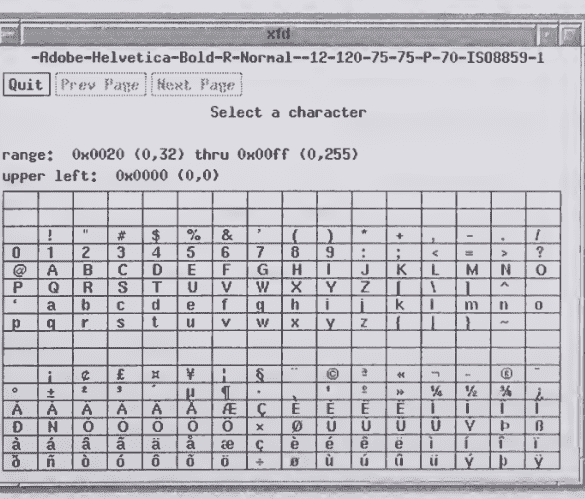 xfd
-Adobe-Helvetica-Bold-R-Normal--12-120-75-75-P-70-ISO8859-1
Quit Prev Page Next Page
Select a character
range: 0x0020 (0,32) thru 0x00ff (0,255)
upper left: 0x0000 (0,0)
! " # $ % & ' ( ) * + , - . /
0 1 2 3 4 5 6 7 8 9 : ; < = > ?
@ A B C D E F G H I J K L M N O
P Q R S T U V W X Y Z [ \ ] ^
‘ a b c d e f g h i j k l m n o
p q r s t u v w x y z { | } ~
¡ ¢ £ ¤ ¥ ¦ § ¨ © ª « ¬ - ® ¯
° ± ² ³ ´ µ ¶ · ¸ ¹ º » ¼ ½ ¾ ¿
À Á Â Ã Ä Å Æ Ç È É Ê Ë Ì Í Î Ï
Ð Ñ Ò Ó Ô Õ Ö × Ø Ù Ú Û Ü Ý Þ ß
à á â ã ä å æ ç è é ê ë ì í î ï
ð ñ ò ó ô õ ö ÷ ø ù ú û ü ý þ ÿ